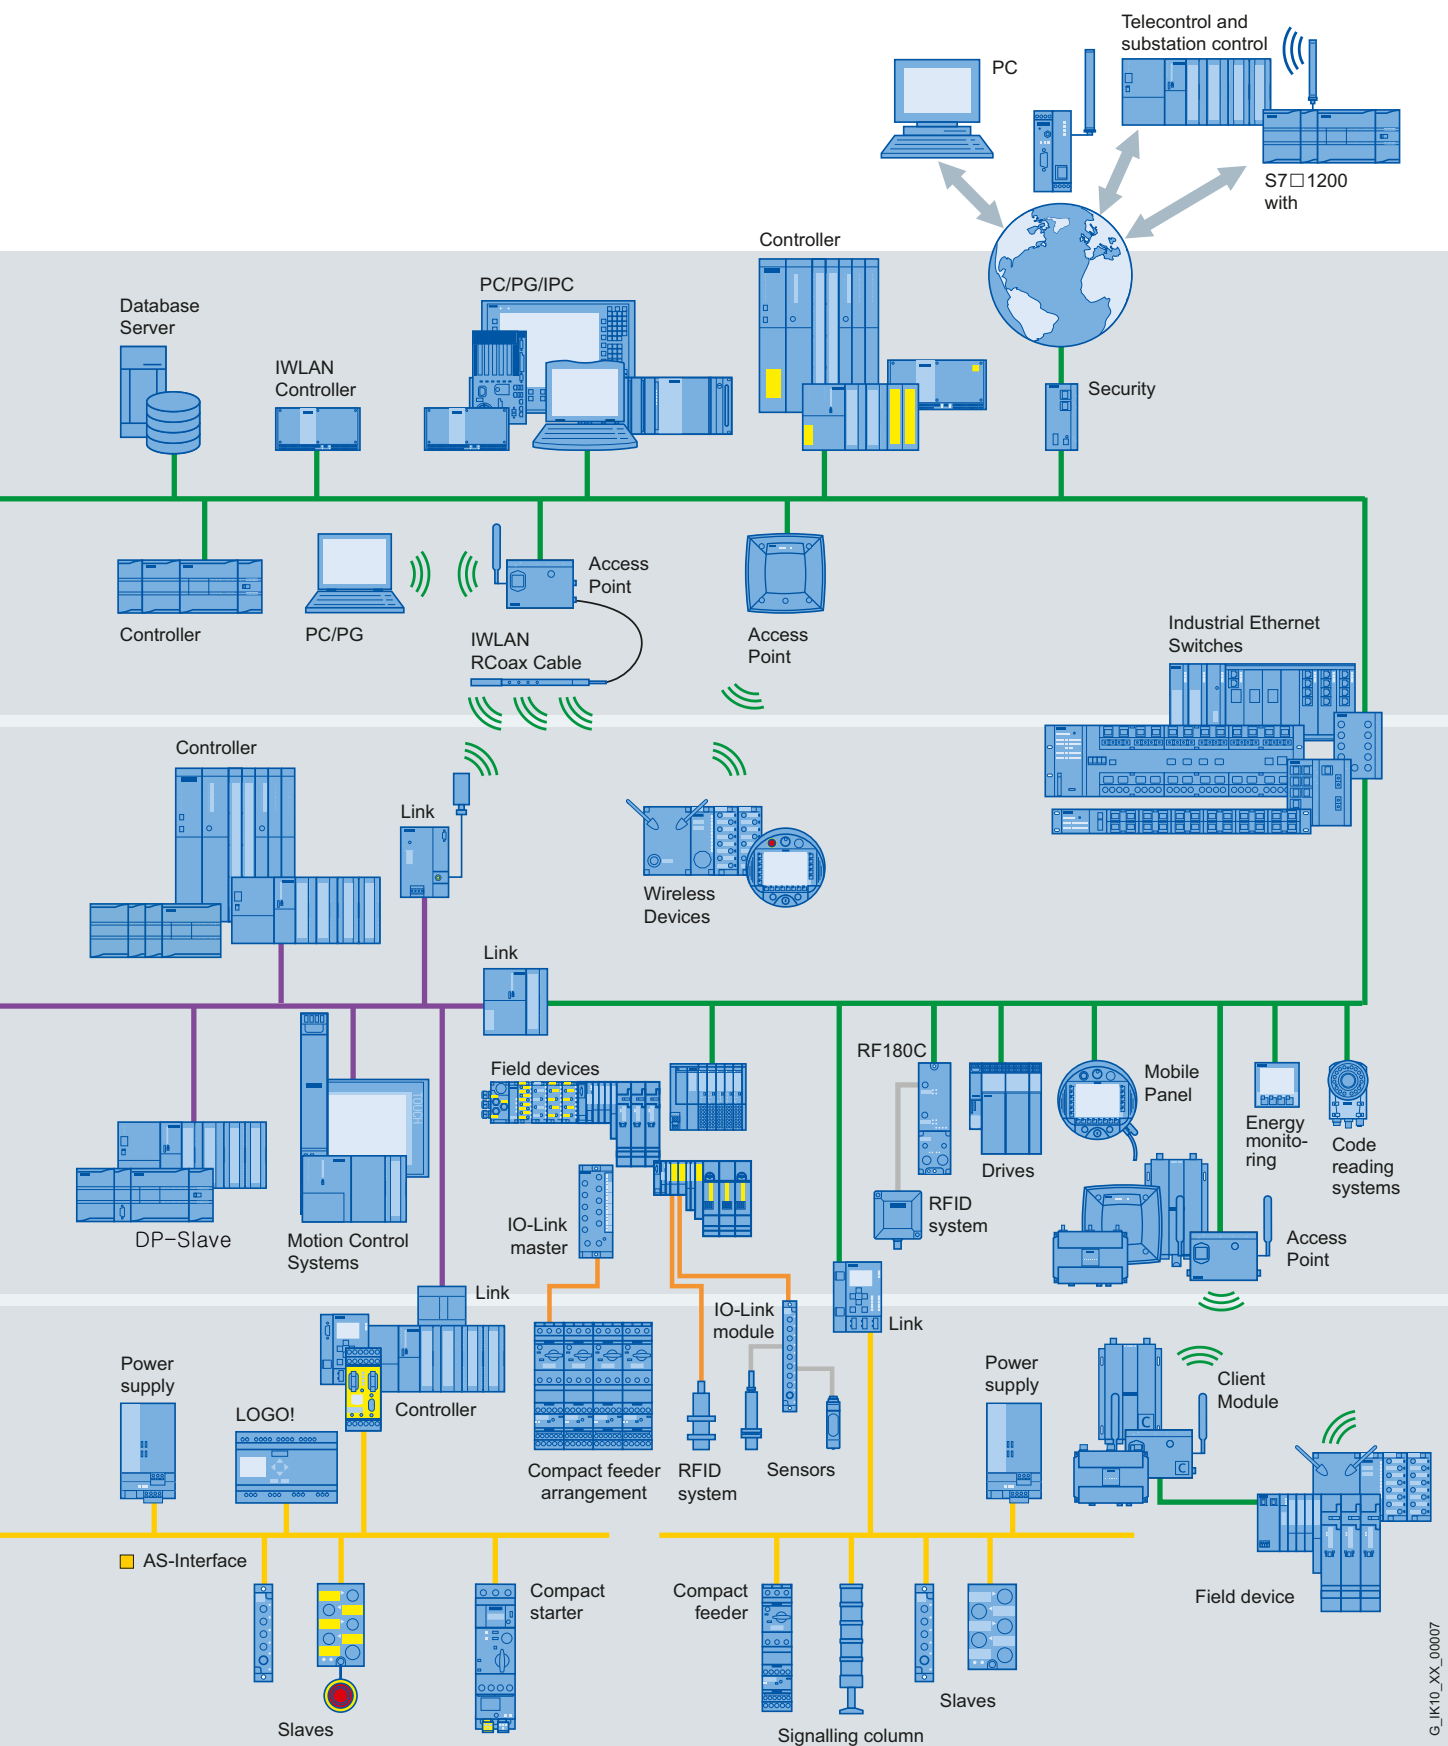 Telecontrol and
substation control
PC
S7□1200
with
Controller
PC/PG/IPC
Database
Server
IWLAN
Controller
Security
Access
Point
Controller
PC/PG
IWLAN
RCoax Cable
Access
Point
Industrial Ethernet
Switches
Controller
Link
Wireless
Devices
Link
RF180C
Field devices
Mobile
Panel
TOUCH
Energy
monito-
ring
Code
reading
systems
Drives
RFID
system
IO-Link
master
DP-Slave
Motion Control
Systems
Access
Point
Link
IO-Link
module
Link
Power
supply
LOGO!
Controller
Power
supply
Client
Module
C
C
Compact feeder
arrangement
RFID
system
Sensors
AS-Interface
Compact
starter
Compact
feeder
Field device
Slaves
Slaves
Signalling column
G_IK10_XX_00007